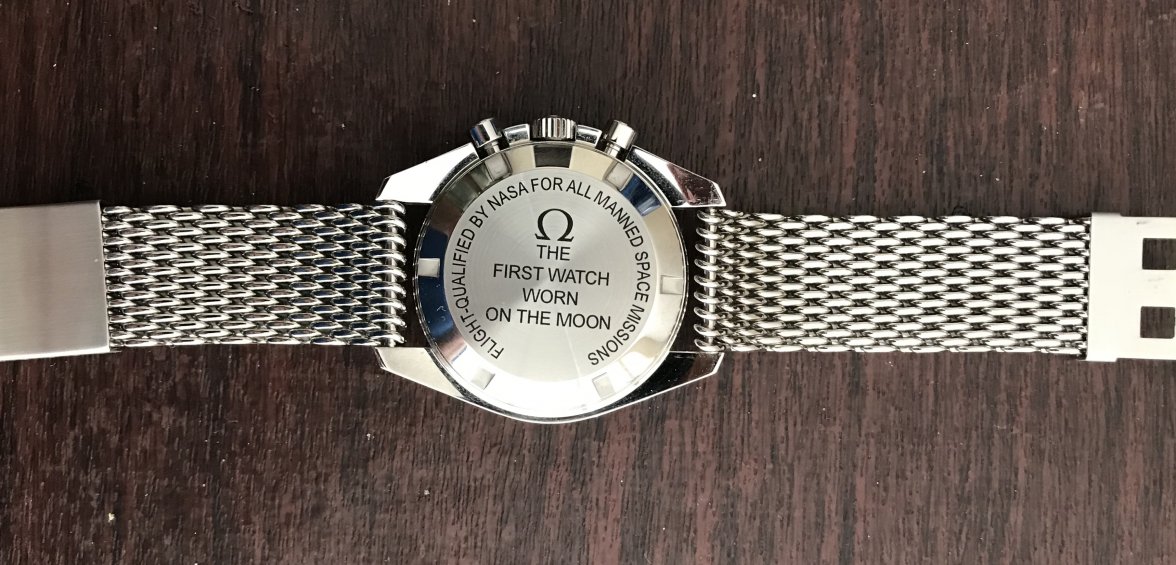 FLIGHT-QUALIFIED BY NASA FOR ALL MANNED SPACE MISSIONS
Ω
THE
FIRST WATCH
WORN
ON THE MOON